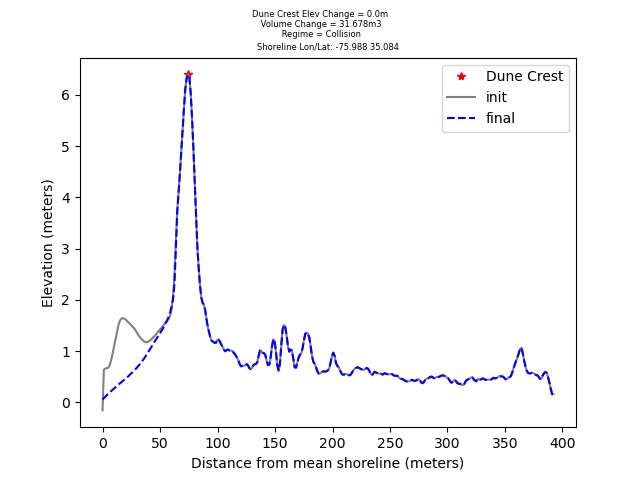 Dune Crest Elev Change = 0.0m
Volume Change = 31.678m3
Regime = Collision
Shoreline Lon/Lat: -75.988 35.084
Dune Crest
init
final
6
5
4
3
2
1
0
Elevation (meters)
0 50 100 150 200 250 300 350 400
Distance from mean shoreline (meters)